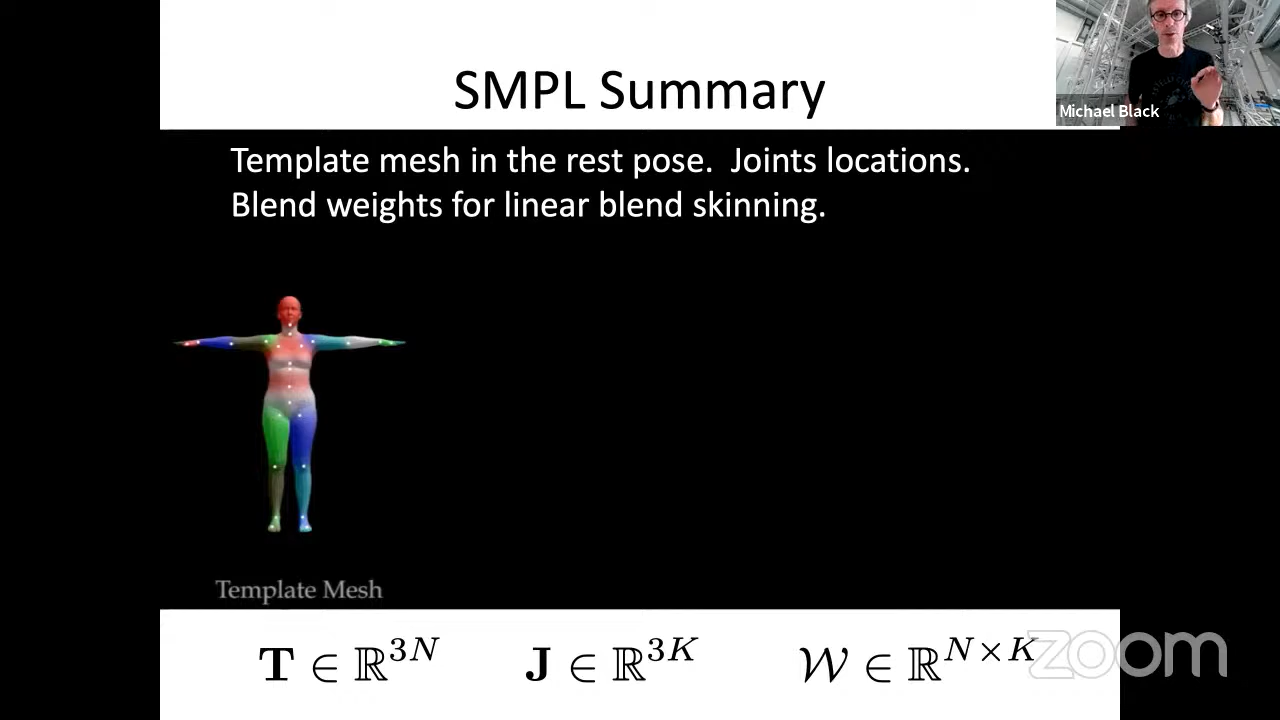 SMPL Summary
Michael Black
Template mesh in the rest pose. Joints locations.
Blend weights for linear blend skinning.
Template Mesh
𝐓 ∈ ℝ^{3N} 𝐉 ∈ ℝ^{3K} 𝒲 ∈ ℝ^{N×K}
zoom